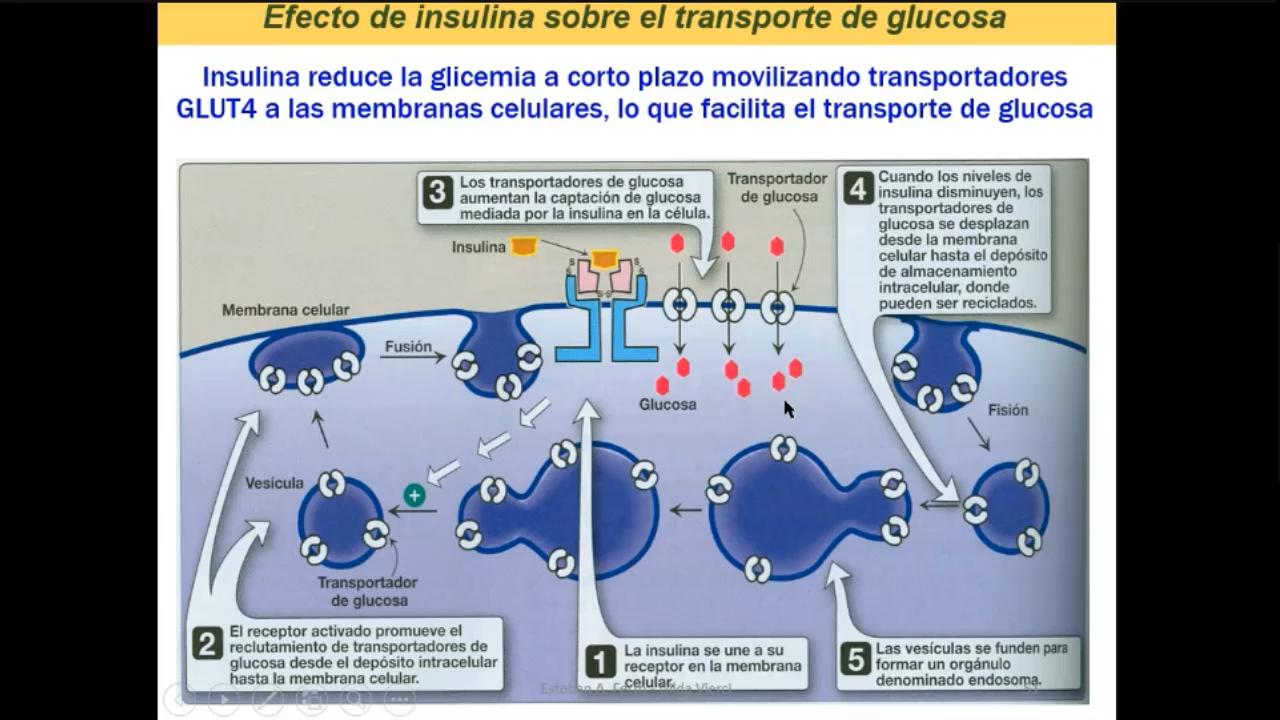 Efecto de insulina sobre el transporte de glucosa
Insulina reduce la glicemia a corto plazo movilizando transportadores
GLUT4 a las membranas celulares, lo que facilita el transporte de glucosa
3
Los transportadores de glucosa
aumentan la captación de glucosa
mediada por la insulina en la célula.
Transportador
de glucosa
4
Cuando los niveles de
insulina disminuyen, los
transportadores de
glucosa se desplazan
desde la membrana
celular hasta el depósito
de almacenamiento
intracelular, donde
pueden ser reciclados.
Insulina
s s
s s
s-s
Membrana celular
Fusión
Glucosa
Fisión
Vesícula
+
Transportador
de glucosa
2
El receptor activado promueve el
reclutamiento de transportadores de
glucosa desde el depósito intracelular
hasta la membrana celular.
1
La insulina se une a su
receptor en la membrana
celular.
5
Las vesículas se funden para
formar un orgánulo
denominado endosoma.
Esteban A.